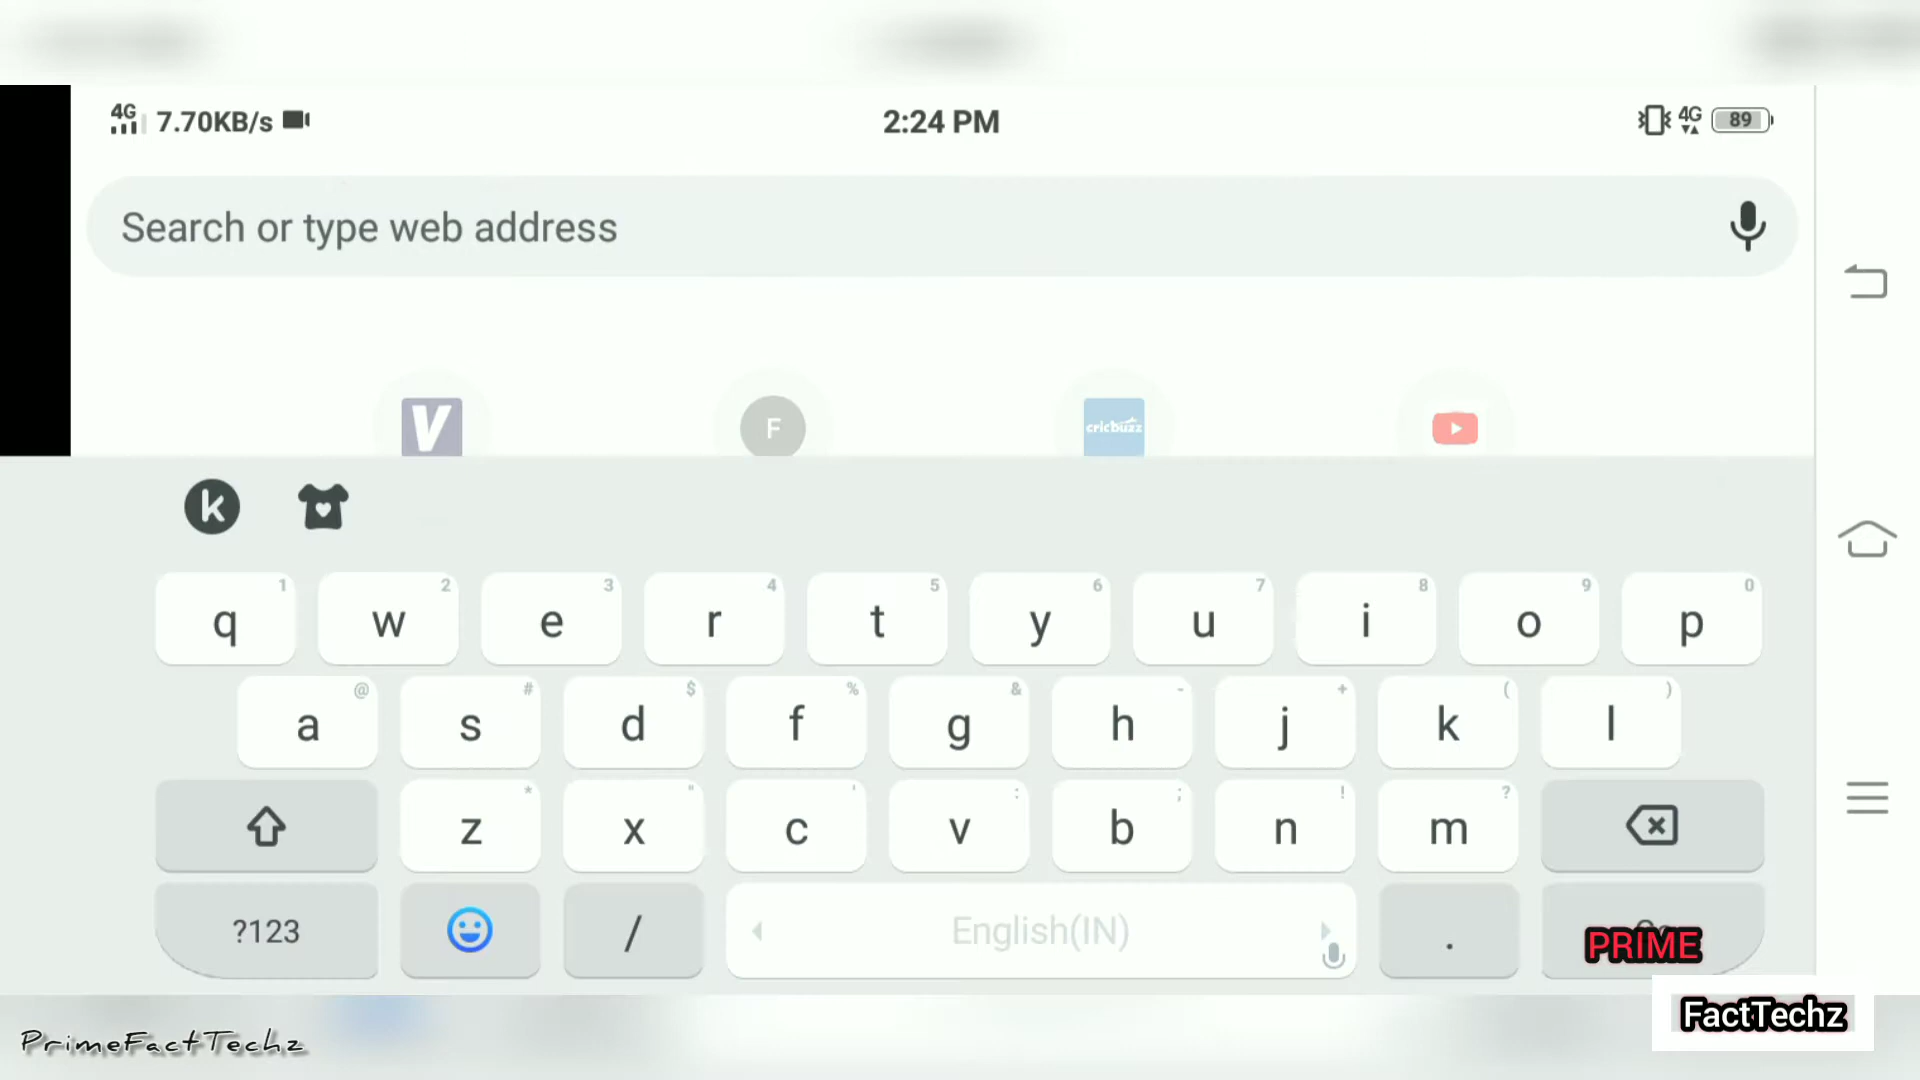 4G 7.70KB/s 2:24 PM 4G 89
Search or type web address
V F cricbuzz
k
q 1 w 2 e 3 r 4 t 5 y 6 u 7 i 8 o 9 p 0
a @ s # d $ f % g & h - j + k ( l )
z * x " c ' v : b ; n ! m ?
?123 / English(IN) .
PRIME
FactTechz
PrimeFactTechz